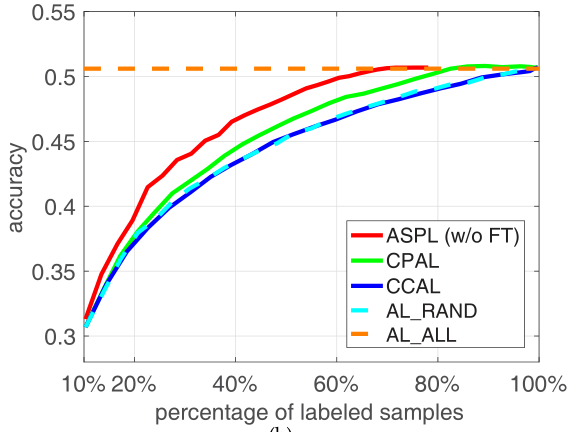 0.55
0.5
0.45
0.4
0.35
0.3
accuracy
ASPL (w/o FT)
CPAL
CCAL
AL_RAND
AL_ALL
10% 20% 40% 60% 80% 100%
percentage of labeled samples